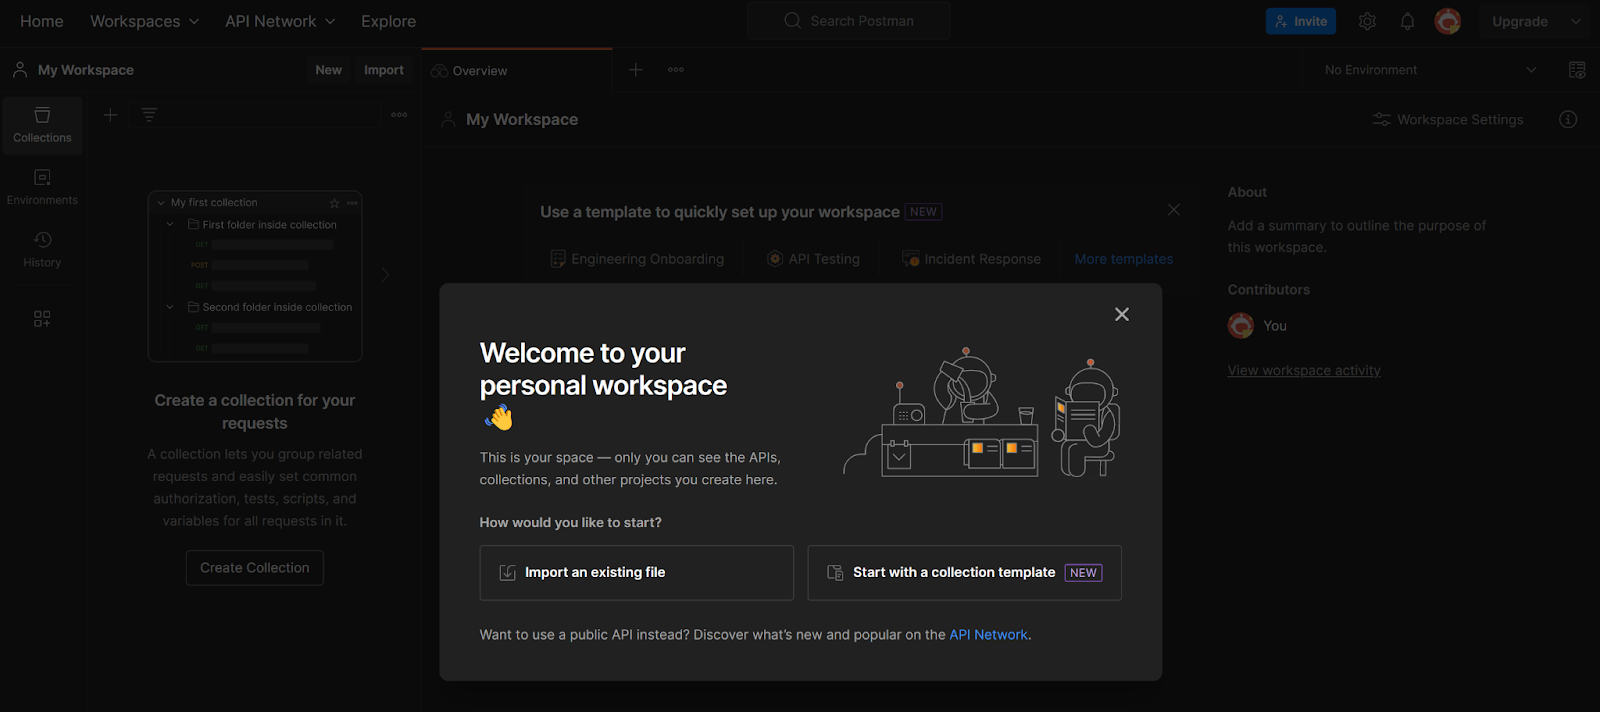 Home Workspaces API Network Explore Search Postman Invite Upgrade
My Workspace New Import Overview No Environment
Collections
Environments
History
My first collection
First folder inside collection
GET
POST
GET
Second folder inside collection
GET
GET
Create a collection for your
requests
A collection lets you group related
requests and easily set common
authorization, tests, scripts, and
variables for all requests in it.
Create Collection
My Workspace Workspace Settings
Use a template to quickly set up your workspace NEW
Engineering Onboarding API Testing Incident Response More templates
About
Add a summary to outline the purpose of
this workspace.
Contributors
You
View workspace activity
Welcome to your
personal workspace
This is your space — only you can see the APIs,
collections, and other projects you create here.
How would you like to start?
Import an existing file
Start with a collection template NEW
Want to use a public API instead? Discover what's new and popular on the API Network.